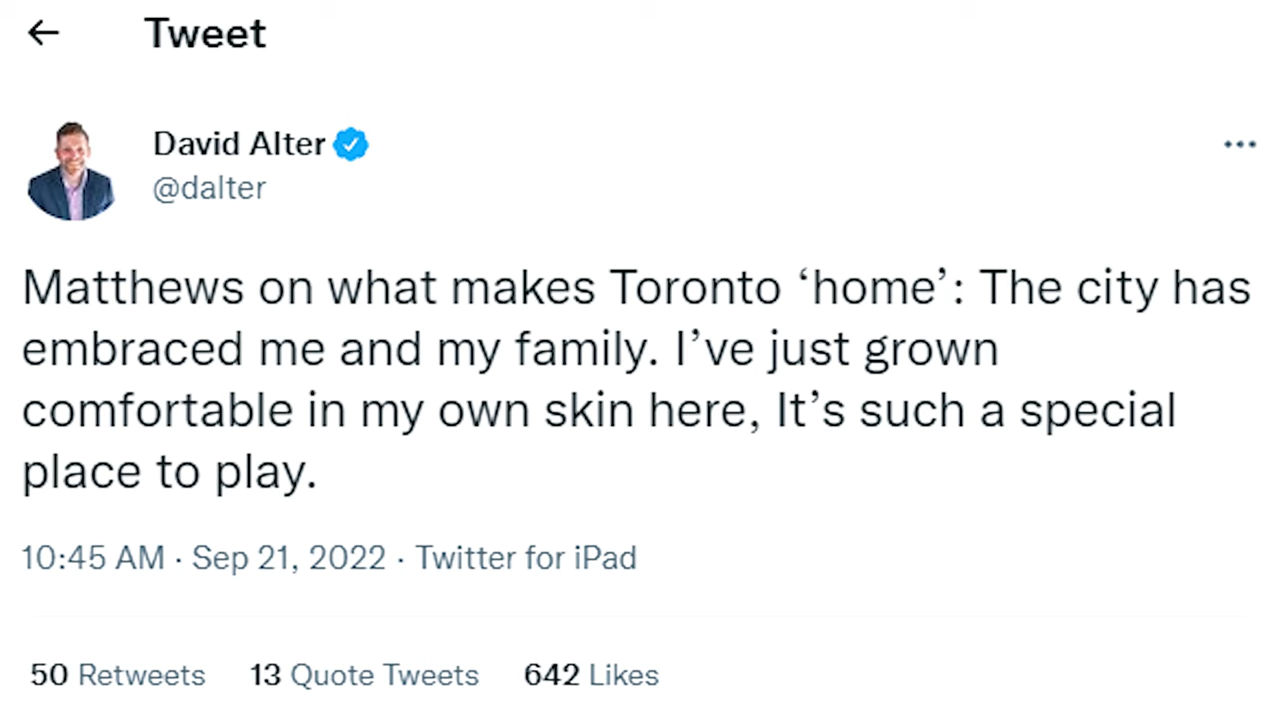 Tweet
David Alter
@dalter
Matthews on what makes Toronto ‘home’: The city has
embraced me and my family. I’ve just grown
comfortable in my own skin here, It’s such a special
place to play.
10:45 AM · Sep 21, 2022 · Twitter for iPad
50 Retweets 13 Quote Tweets 642 Likes